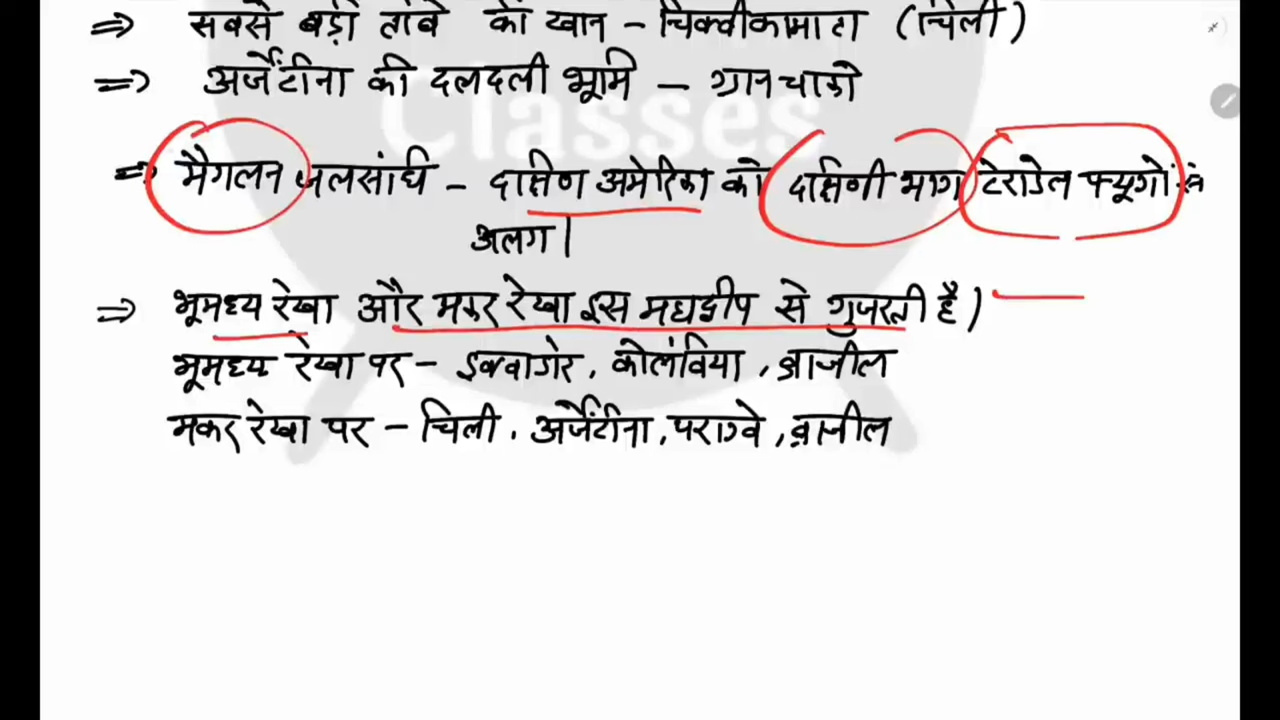 ⇒ सबसे बड़ी तांबे की खान - चिक्वीकामाटा (चिली)
⇒ अर्जेंटीना की दलदली भूमि - ग्रानचाको
⇒ मैगलन जलसांधि - दक्षिण अमेरिका को दक्षिणी भाग टेराडेल फ्यूगो से
अलग।
⇒ भूमध्य रेखा और मकर रेखा इस महाद्वीप से गुजरती है)
भूमध्य रेखा पर - इक्वाडोर, कोलंबिया, ब्राजील
मकर रेखा पर - चिली, अर्जेंटीना, पराग्वे, ब्राजील
Classes